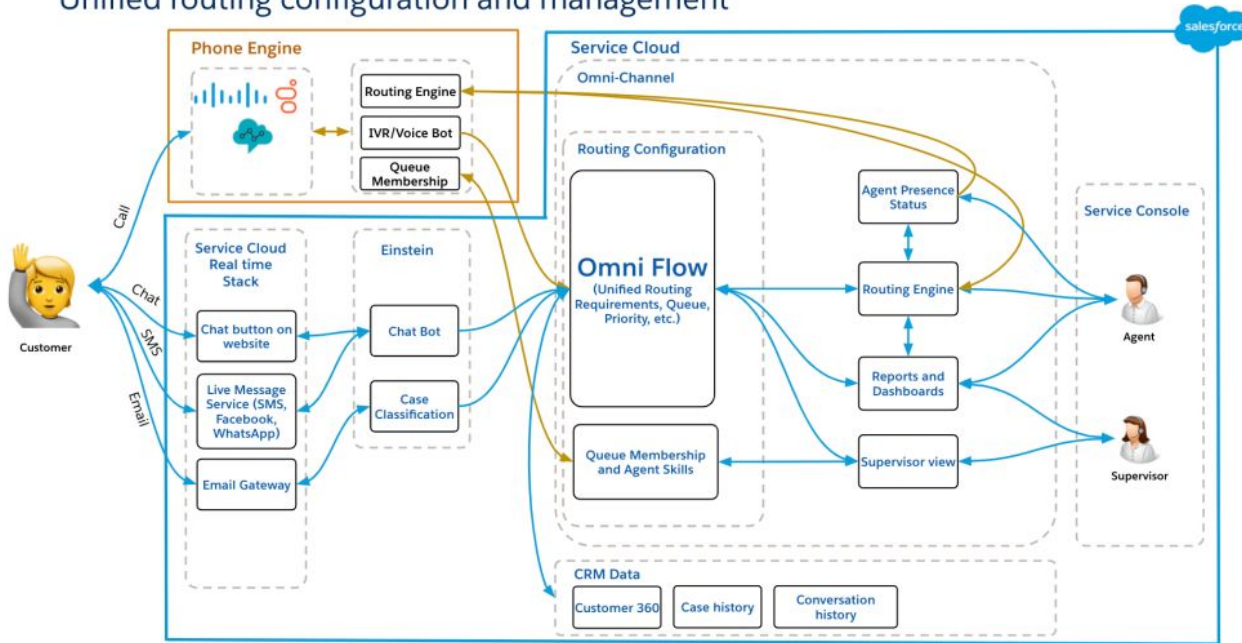 Unified routing configuration and management
salesforce
Phone Engine
Routing Engine
IVR/Voice Bot
Queue
Membership
Service Cloud
Omni-Channel
Routing Configuration
Omni Flow
(Unified Routing
Requirements, Queue,
Priority, etc.)
Queue Membership
and Agent Skills
Agent Presence
Status
Routing Engine
Reports and
Dashboards
Supervisor view
Service Console
Agent
Supervisor
Call
Chat
SMS
Email
Customer
Service Cloud
Real time
Stack
Chat button on
website
Live Message
Service (SMS,
Facebook,
WhatsApp)
Email Gateway
Einstein
Chat Bot
Case
Classification
CRM Data
Customer 360
Case history
Conversation
history